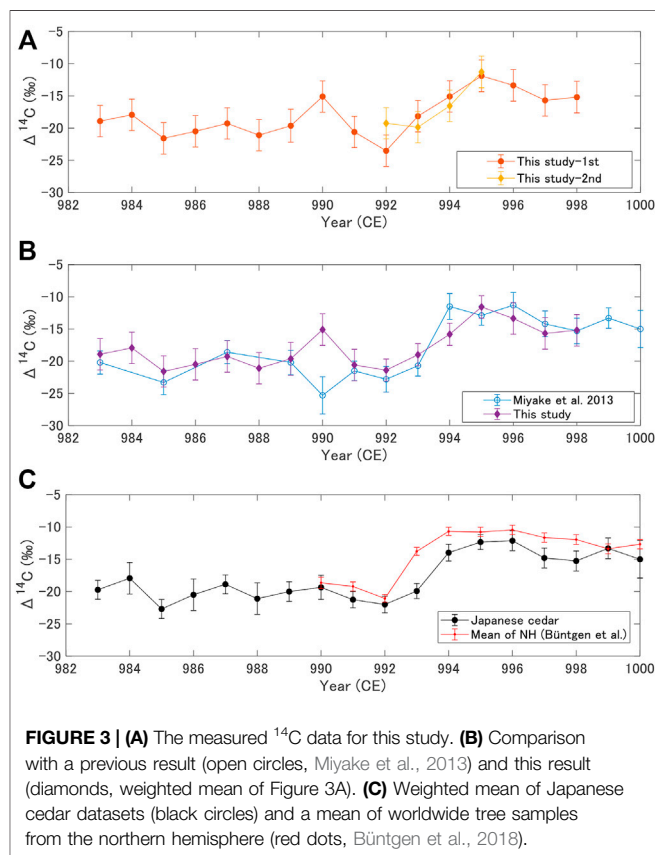 A
Δ 14C (‰)
-5
-10
-15
-20
-25
-30
This study-1st
This study-2nd
982 984 986 988 990 992 994 996 998 1000
Year (CE)
B
Δ 14C (‰)
-5
-10
-15
-20
-25
-30
Miyake et al. 2013
This study
982 984 986 988 990 992 994 996 998 1000
Year (CE)
C
Δ 14C (‰)
-5
-10
-15
-20
-25
-30
Japanese cedar
Mean of NH (Büntgen et al.)
982 984 986 988 990 992 994 996 998 1000
Year (CE)
FIGURE 3 | (A) The measured 14C data for this study. (B) Comparison
with a previous result (open circles, Miyake et al., 2013) and this result
(diamonds, weighted mean of Figure 3A). (C) Weighted mean of Japanese
cedar datasets (black circles) and a mean of worldwide tree samples
from the northern hemisphere (red dots, Büntgen et al., 2018).